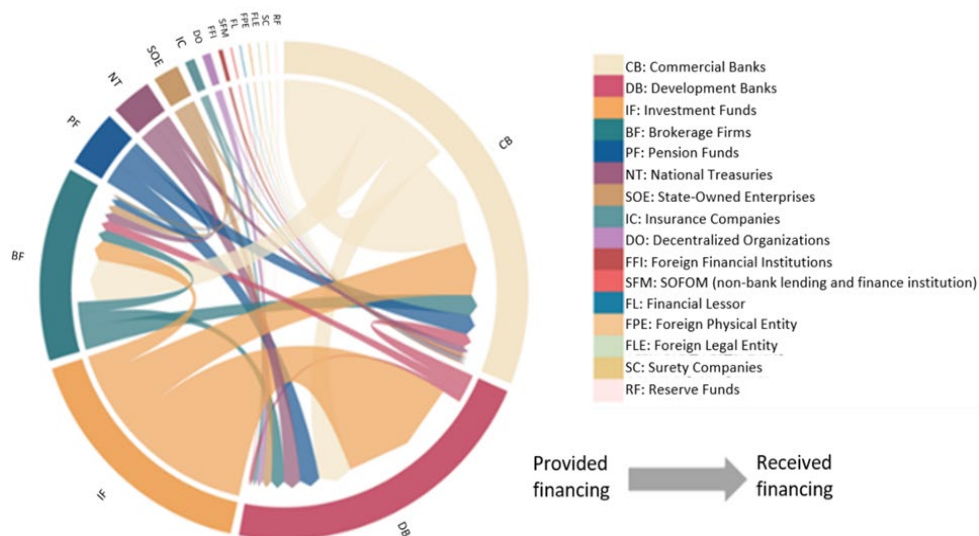 RF
SC
FLE
FPE
FL
SFM
FFI
DO
IC
SOE
NT
PF
BF
IF
DB
CB
CB: Commercial Banks
DB: Development Banks
IF: Investment Funds
BF: Brokerage Firms
PF: Pension Funds
NT: National Treasuries
SOE: State-Owned Enterprises
IC: Insurance Companies
DO: Decentralized Organizations
FFI: Foreign Financial Institutions
SFM: SOFOM (non-bank lending and finance institution)
FL: Financial Lessor
FPE: Foreign Physical Entity
FLE: Foreign Legal Entity
SC: Surety Companies
RF: Reserve Funds
Provided
financing
Received
financing